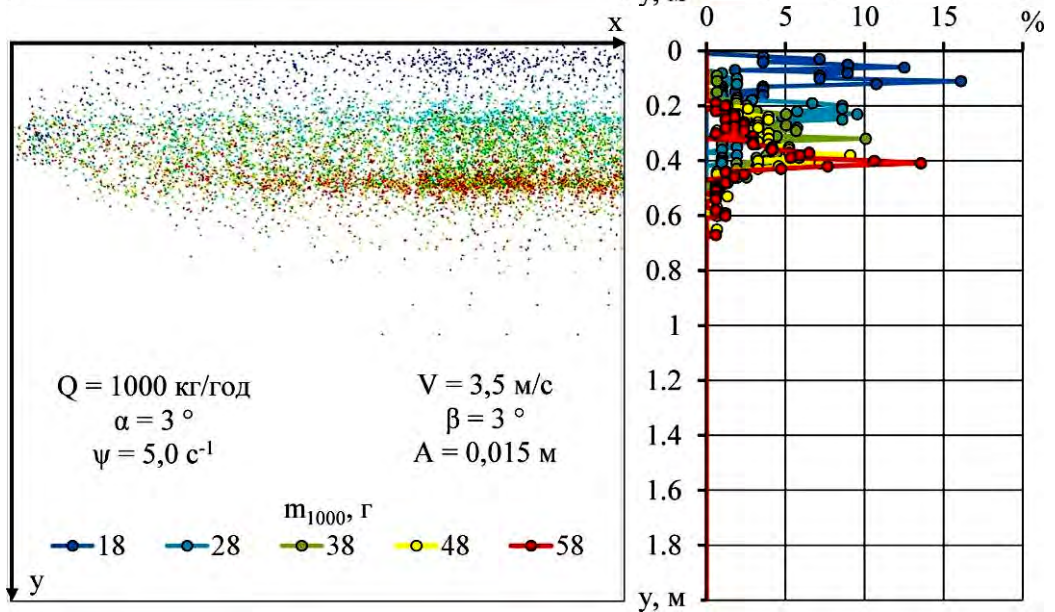 y, м
x
0 5 10 15 %
0
0.2
0.4
0.6
0.8
1
1.2
1.4
1.6
1.8
y, м
Q = 1000 кг/год
α = 3 °
ψ = 5,0 с⁻¹
V = 3,5 м/с
β = 3 °
A = 0,015 м
m₁₀₀₀, г
18 28 38 48 58
y